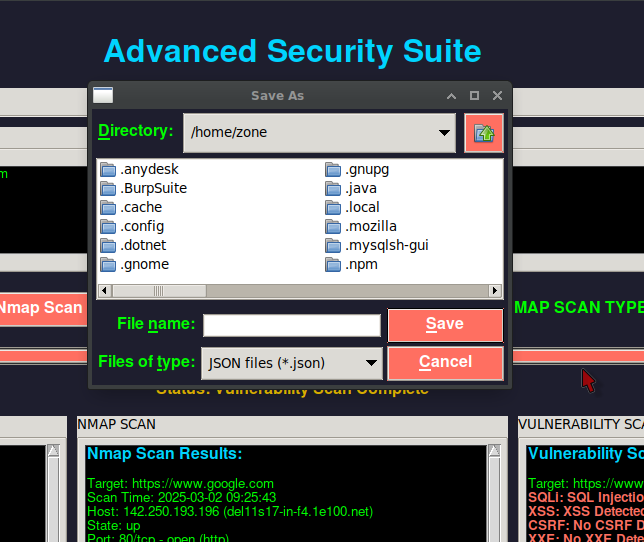 Advanced Security Suite
Save As
Directory: /home/zone
m
.anydesk
.BurpSuite
.cache
.config
.dotnet
.gnome
.gnupg
.java
.local
.mozilla
.mysqlsh-gui
.npm
Nmap Scan
MAP SCAN TYPE
File name:
Save
Files of type: JSON files (*.json)
Cancel
Status: Vulnerability Scan Complete
NMAP SCAN
VULNERABILITY SCA
Nmap Scan Results:
Target: https://www.google.com
Scan Time: 2025-03-02 09:25:43
Host: 142.250.193.196 (del11s17-in-f4.1e100.net)
State: up
Port: 80/tcp - open (http)
Vulnerability Sc
Target: https://www
SQLi: SQL Injectio
XSS: XSS Detected
CSRF: No CSRF D
XXE: No XXE Dete